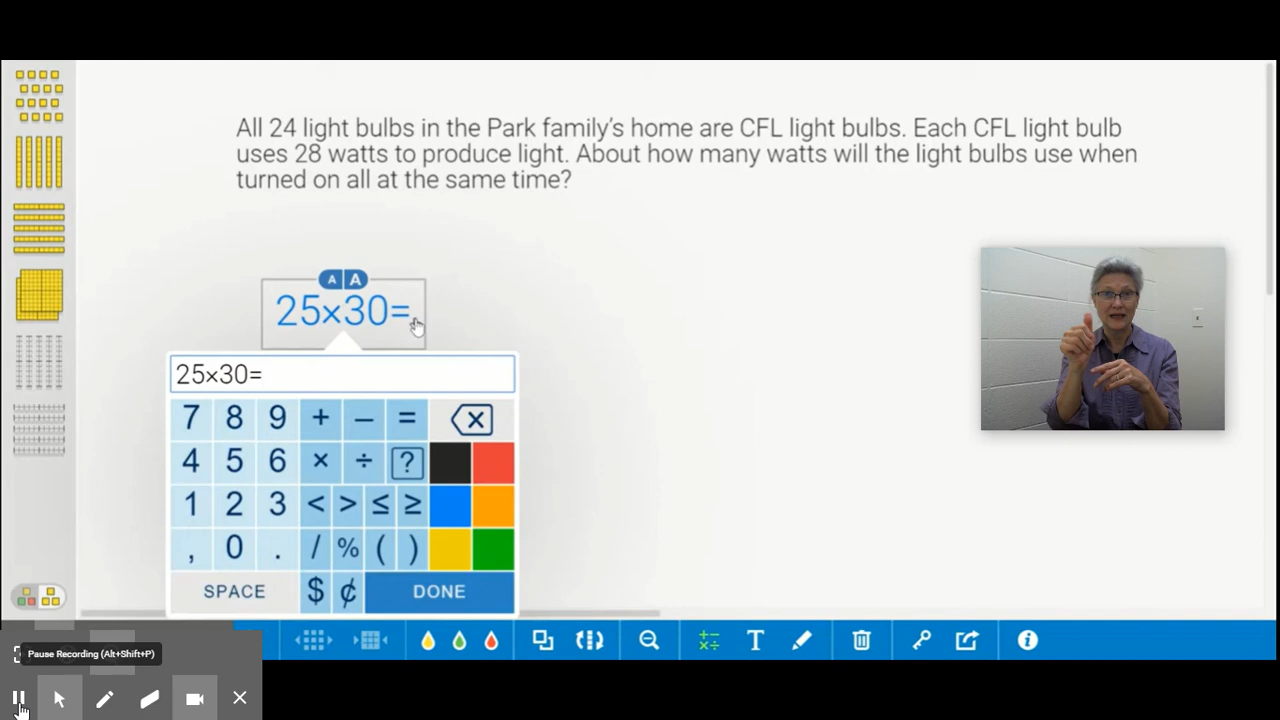 All 24 light bulbs in the Park family's home are CFL light bulbs. Each CFL light bulb
uses 28 watts to produce light. About how many watts will the light bulbs use when
turned on all at the same time?
A A
25×30=
25×30=
7 8 9 + – =
4 5 6 × ÷ ?
1 2 3 < > ≤ ≥
, 0 . / % ( )
SPACE $ ¢ DONE
T
Pause Recording (Alt+Shift+P)